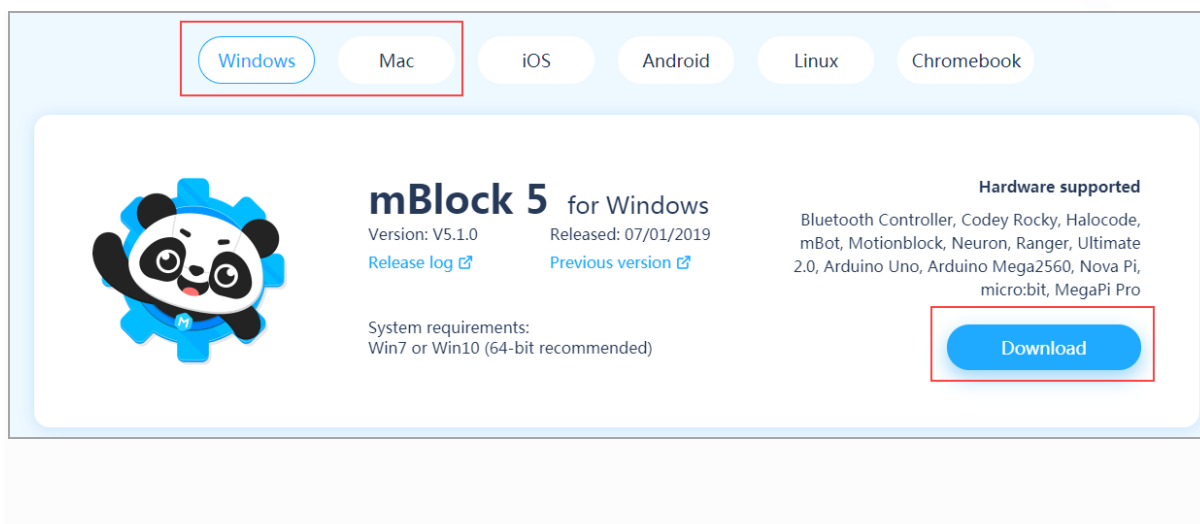 Windows Mac iOS Android Linux Chromebook
mBlock 5 for Windows
Version: V5.1.0 Released: 07/01/2019
Release log Previous version
System requirements:
Win7 or Win10 (64-bit recommended)
Hardware supported
Bluetooth Controller, Codey Rocky, Halocode,
mBot, Motionblock, Neuron, Ranger, Ultimate
2.0, Arduino Uno, Arduino Mega2560, Nova Pi,
micro:bit, MegaPi Pro
Download
M